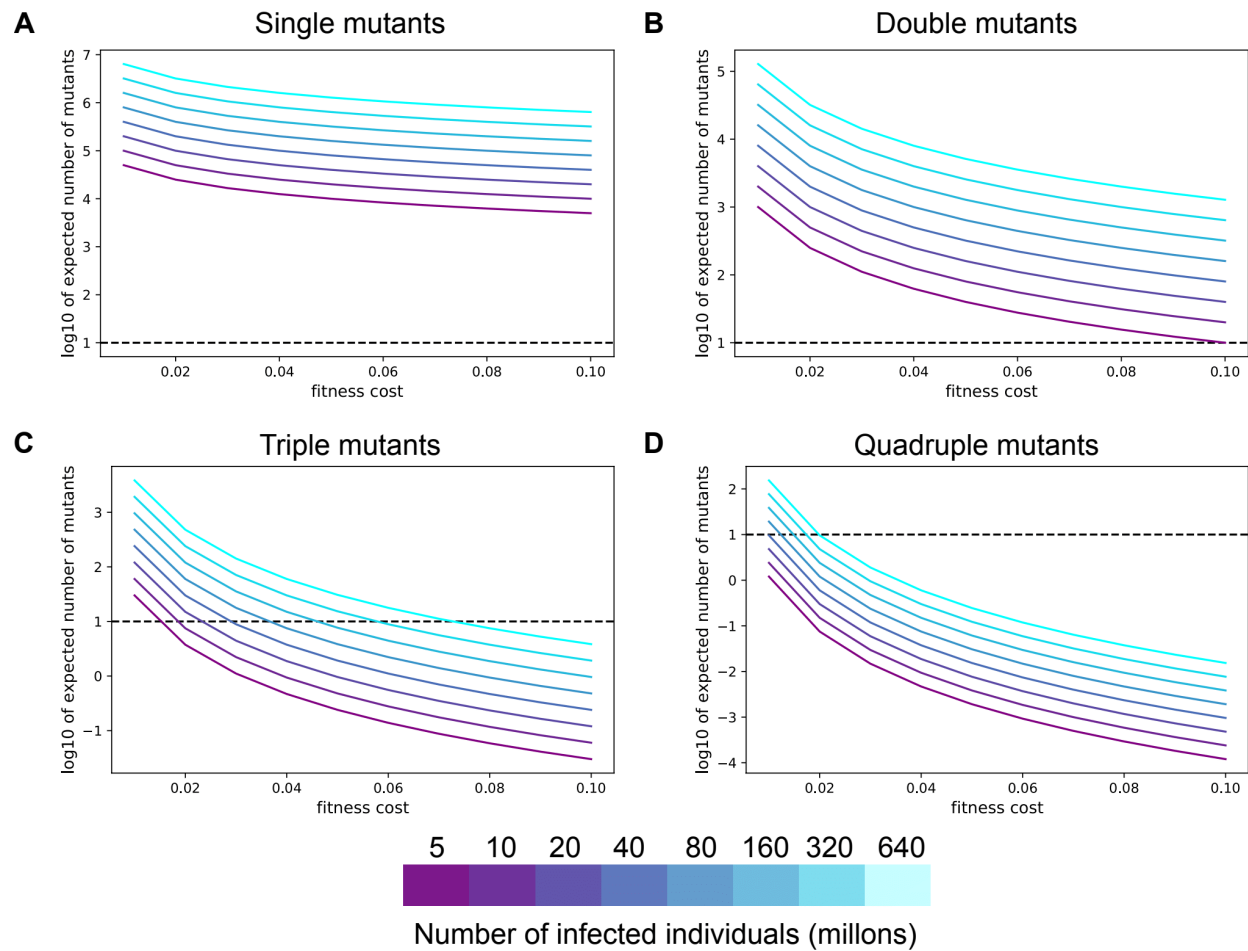 A
Single mutants
log10 of expected number of mutants
7
6
5
4
3
2
1
0.02 0.04 0.06 0.08 0.10
fitness cost
B
Double mutants
log10 of expected number of mutants
5
4
3
2
1
0.02 0.04 0.06 0.08 0.10
fitness cost
C
Triple mutants
log10 of expected number of mutants
3
2
1
0
−1
0.02 0.04 0.06 0.08 0.10
fitness cost
D
Quadruple mutants
log10 of expected number of mutants
2
1
0
−1
−2
−3
−4
0.02 0.04 0.06 0.08 0.10
fitness cost
5 10 20 40 80 160 320 640
Number of infected individuals (millons)